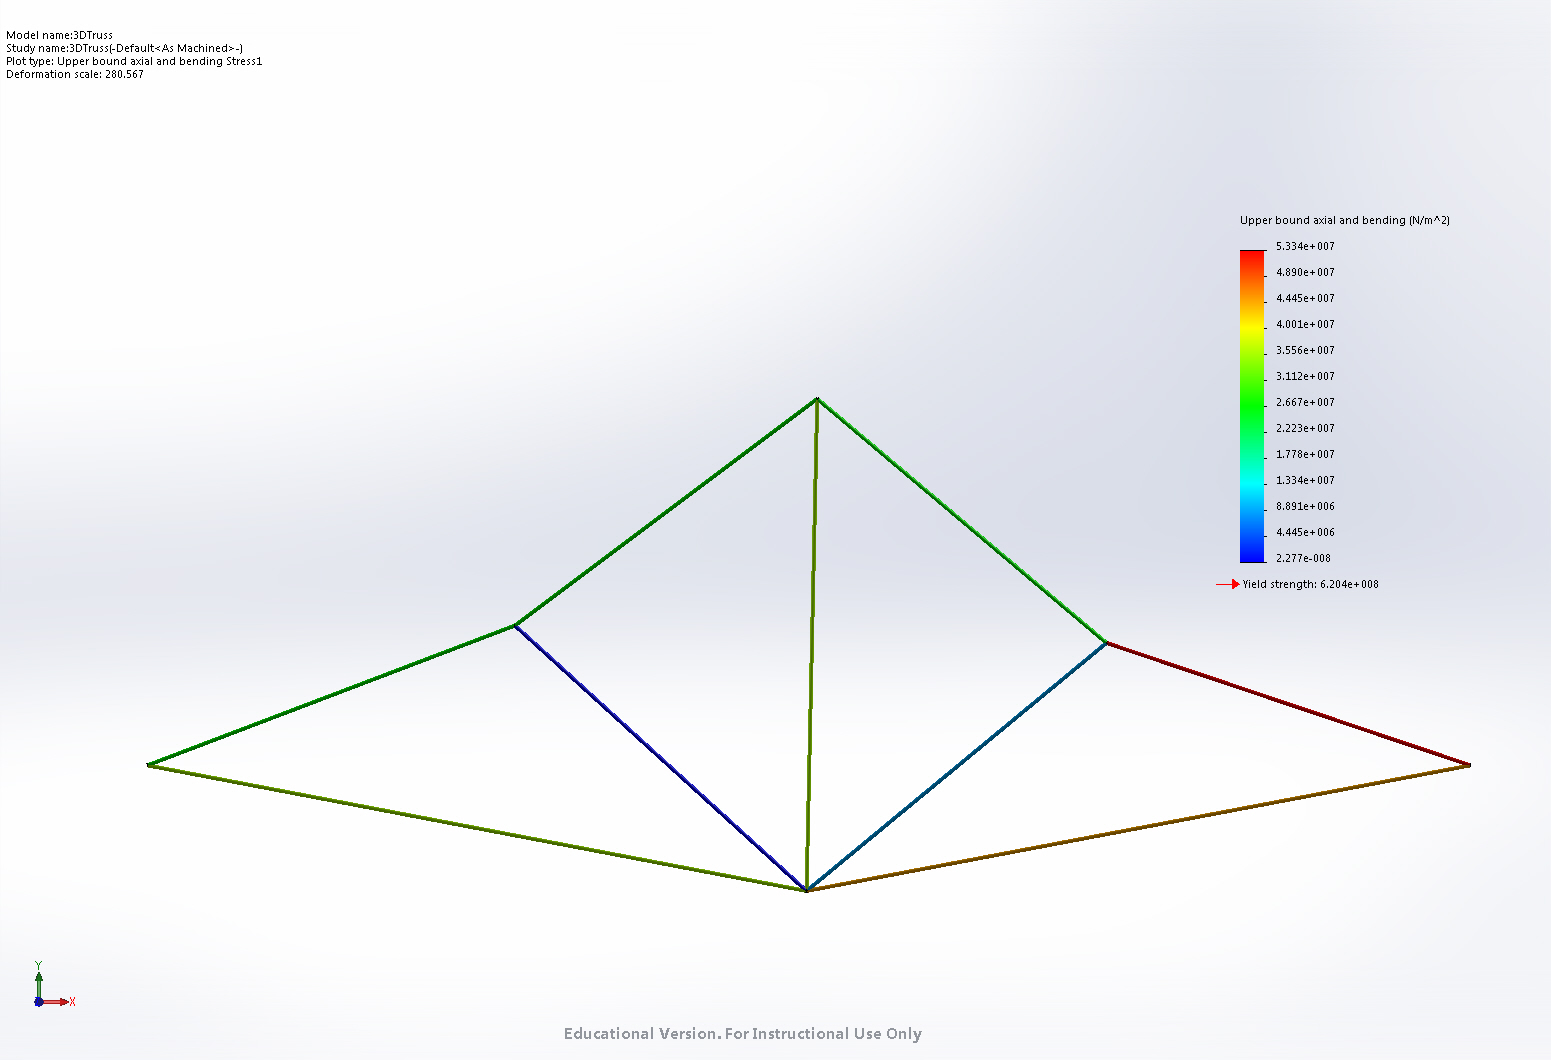 Model name:3DTruss
Study name:3DTruss(-Default<As Machined>-)
Plot type: Upper bound axial and bending Stress1
Deformation scale: 280.567
Upper bound axial and bending (N/m^2)
5.334e+007
4.890e+007
4.445e+007
4.001e+007
3.556e+007
3.112e+007
2.667e+007
2.223e+007
1.778e+007
1.334e+007
8.891e+006
4.445e+006
2.277e-008
Yield strength: 6.204e+008
Y
X
Educational Version. For Instructional Use Only